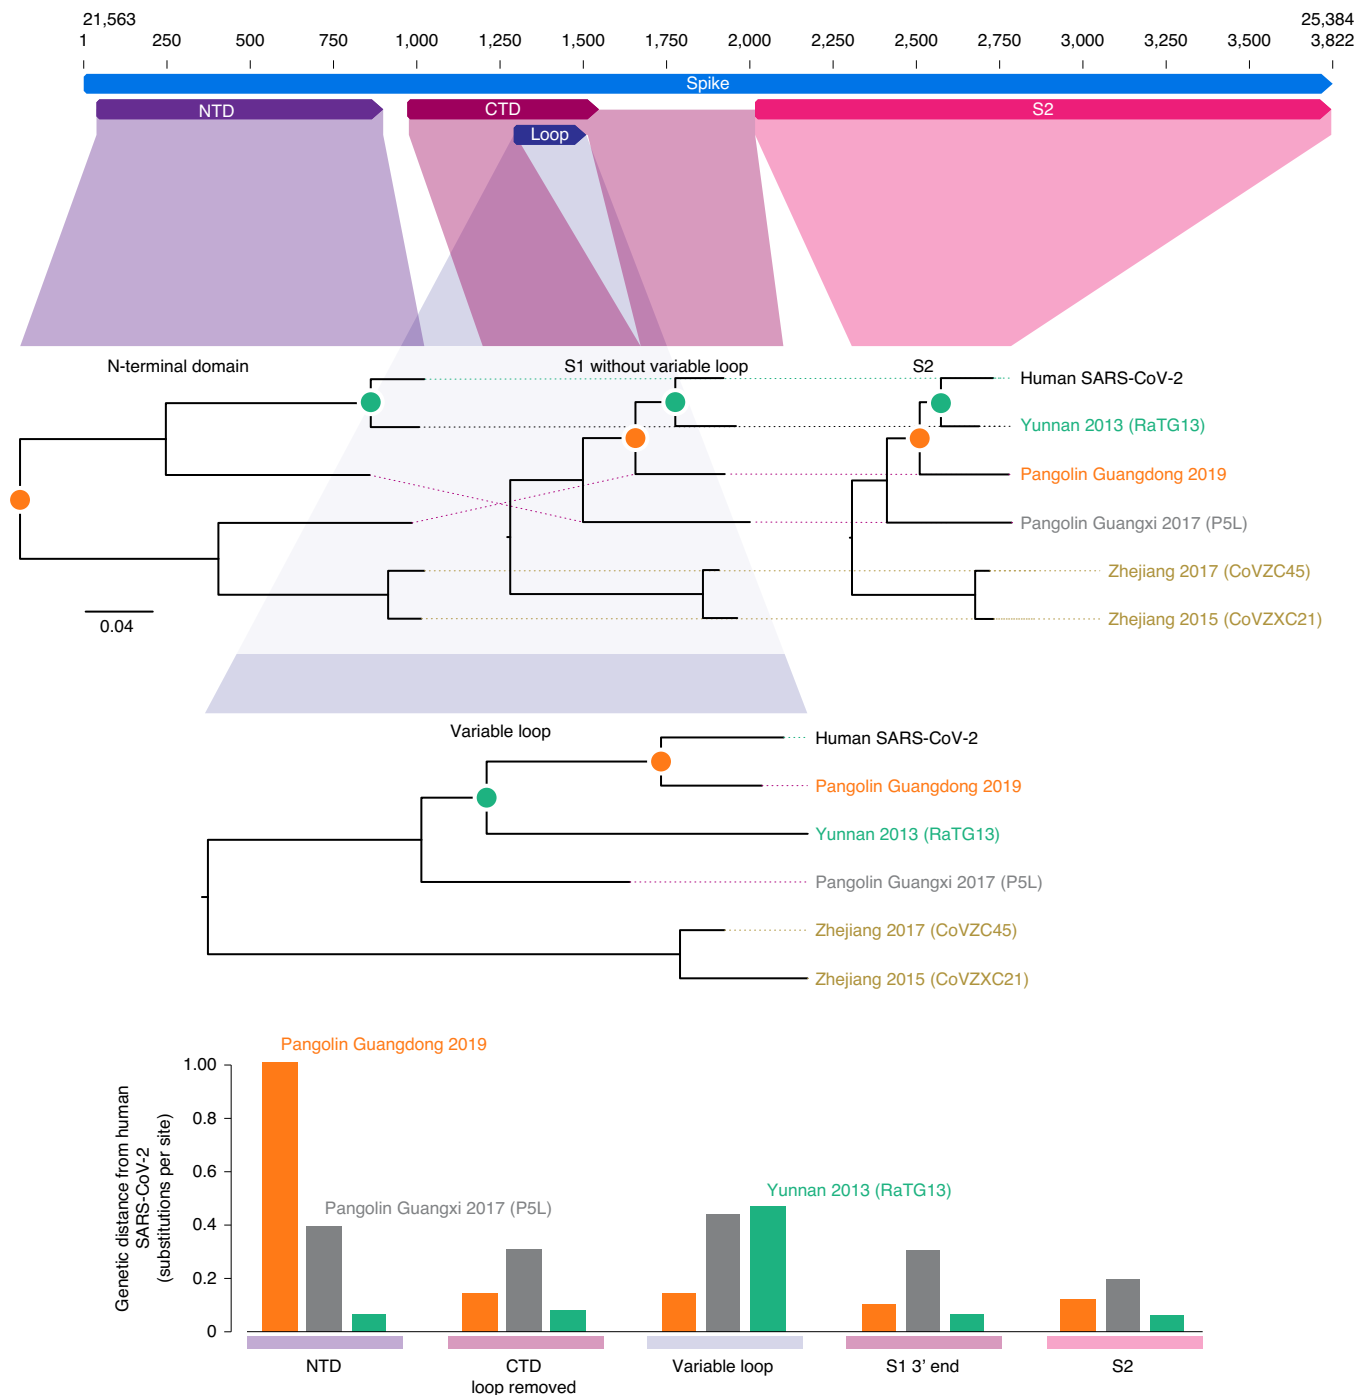 21,563 25,384
1 250 500 750 1,000 1,250 1,500 1,750 2,000 2,250 2,500 2,750 3,000 3,250 3,500 3,822
Spike
NTD CTD S2
Loop
N-terminal domain S1 without variable loop S2
Human SARS-CoV-2
Yunnan 2013 (RaTG13)
Pangolin Guangdong 2019
Pangolin Guangxi 2017 (P5L)
Zhejiang 2017 (CoVZC45)
Zhejiang 2015 (CoVZXC21)
0.04
Variable loop
Human SARS-CoV-2
Pangolin Guangdong 2019
Yunnan 2013 (RaTG13)
Pangolin Guangxi 2017 (P5L)
Zhejiang 2017 (CoVZC45)
Zhejiang 2015 (CoVZXC21)
Genetic distance from human
SARS-CoV-2
(substitutions per site)
1.00
0.8
0.6
0.4
0.2
0
Pangolin Guangdong 2019
Pangolin Guangxi 2017 (P5L)
Yunnan 2013 (RaTG13)
NTD CTD Variable loop S1 3’ end S2
loop removed